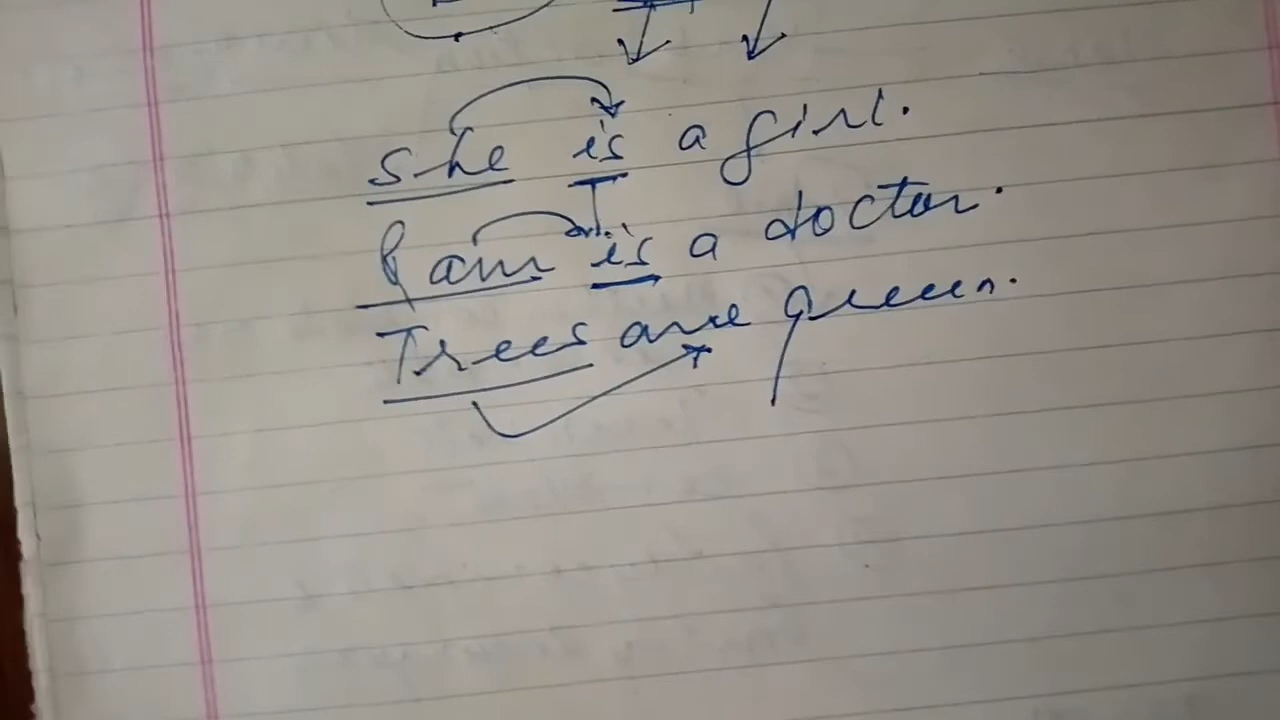 She is a girl.
Ram is a doctor.
Trees are green.